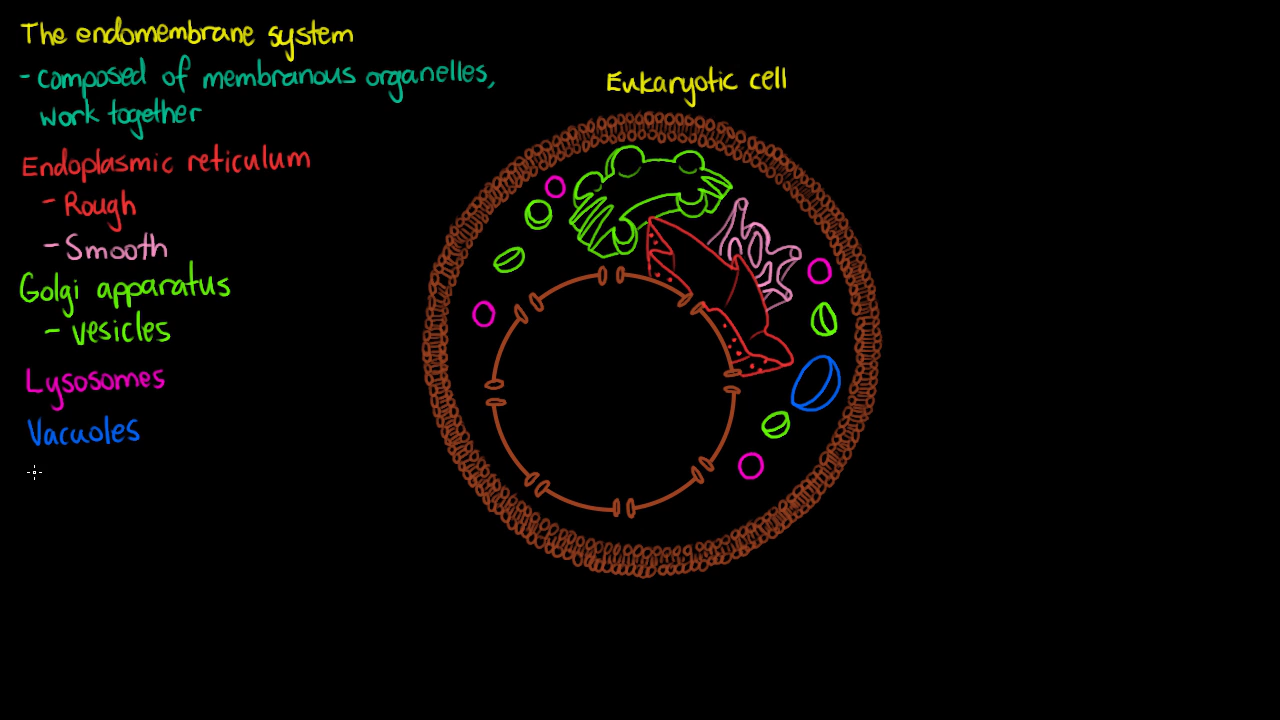 The endomembrane system
- composed of membranous organelles,
work together
Eukaryotic cell
Endoplasmic reticulum
- Rough
- Smooth
Golgi apparatus
- vesicles
Lysosomes
Vacuoles